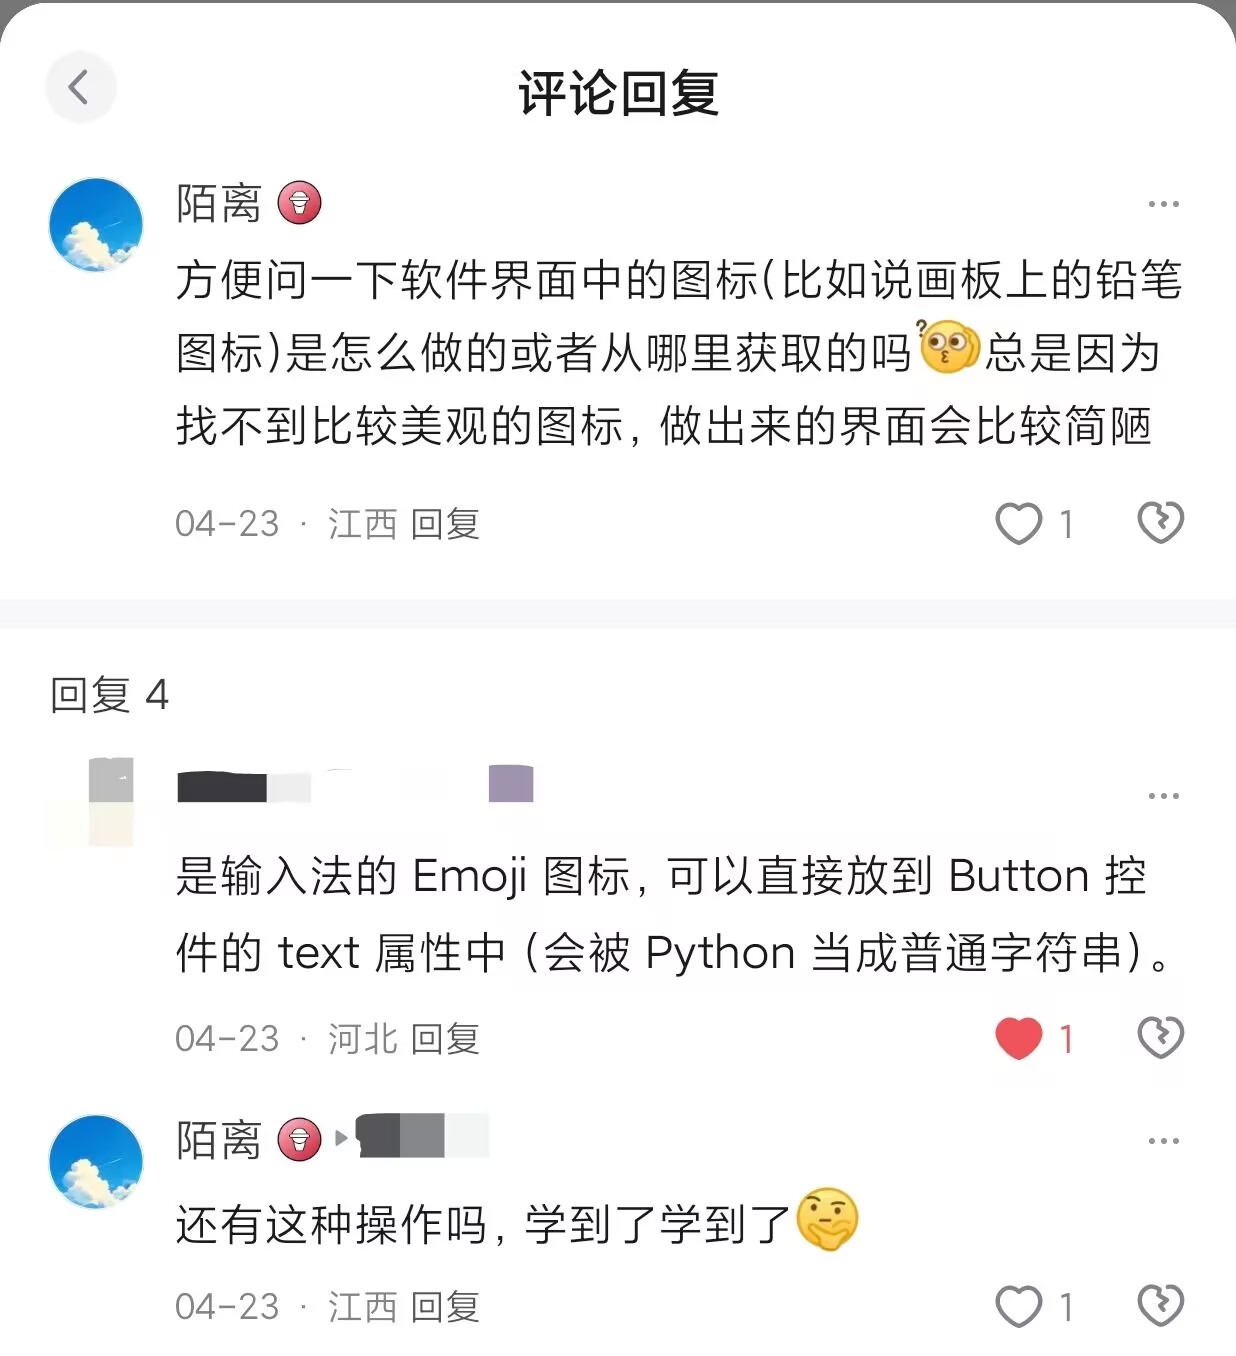 评论回复
陌离
方便问一下软件界面中的图标(比如说画板上的铅笔
图标)是怎么做的或者从哪里获取的吗总是因为
找不到比较美观的图标，做出来的界面会比较简陋
04-23 · 江西 回复 1
回复 4
是输入法的 Emoji 图标，可以直接放到 Button 控
件的 text 属性中（会被 Python 当成普通字符串）。
04-23 · 河北 回复 1
陌离
还有这种操作吗，学到了学到了
04-23 · 江西 回复 1